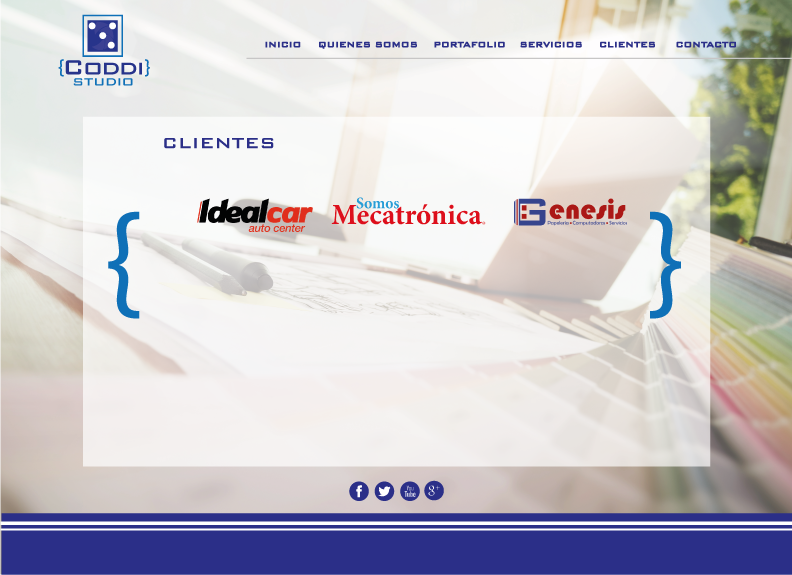 {CODDI}
STUDIO
INICIO QUIENES SOMOS PORTAFOLIO SERVICIOS CLIENTES CONTACTO
CLIENTES
{ }
Idealcar
auto center
Somos
Mecatrónica
Genesis
Papelería • Computadoras • Servicios
f You Tube g+